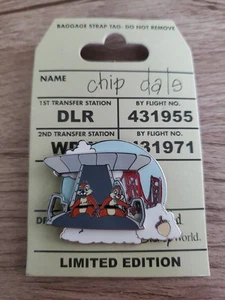 BAGGAGE STRAP TAG: DO NOT REMOVE
NAME chip dale
1ST TRANSFER STATION BY FLIGHT NO.
DLR 431955
2ND TRANSFER STATION BY FLIGHT NO.
431971
World.
LIMITED EDITION